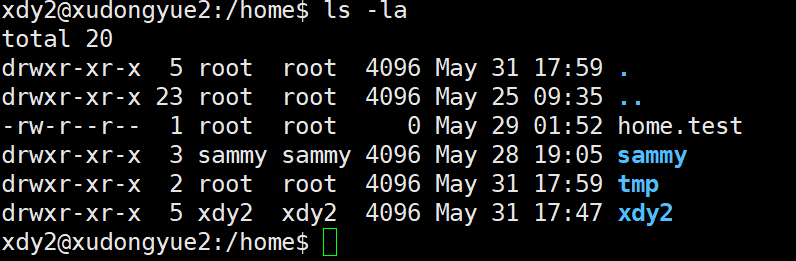 xdy2@xudongyue2:/home$ ls -la
total 20
drwxr-xr-x  5 root  root  4096 May 31 17:59 .
drwxr-xr-x 23 root  root  4096 May 25 09:35 ..
-rw-r--r--  1 root  root     0 May 29 01:52 home.test
drwxr-xr-x  3 sammy sammy 4096 May 28 19:05 sammy
drwxr-xr-x  2 root  root  4096 May 31 17:59 tmp
drwxr-xr-x  5 xdy2  xdy2  4096 May 31 17:47 xdy2
xdy2@xudongyue2:/home$